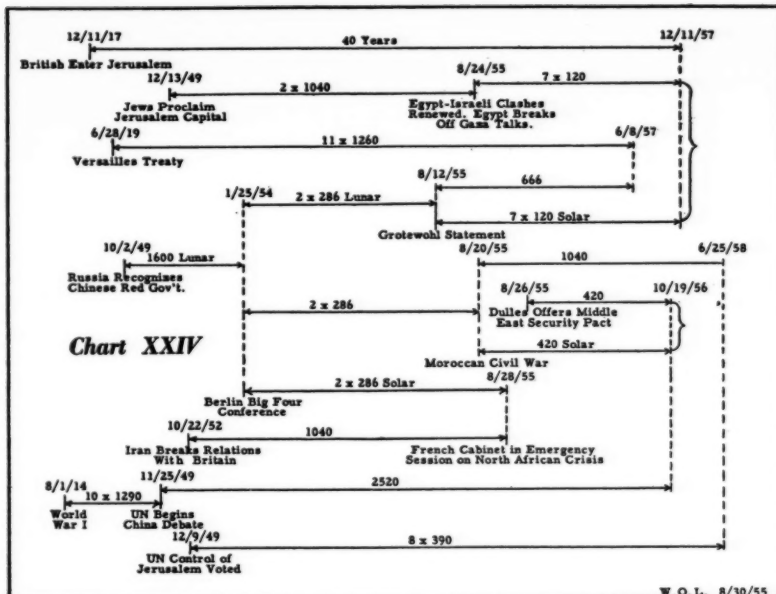 12/11/17
40 Years
12/11/57
British Enter Jerusalem
12/13/49
2 x 1040
8/24/55
7 x 120
Jews Proclaim
Jerusalem Capital
Egypt-Israeli Clashes
Renewed. Egypt Breaks
Off Gaza Talks.
6/28/19
11 x 1260
6/8/57
Versailles Treaty
1/25/54
2 x 286 Lunar
8/12/55
666
7 x 120 Solar
Grotewohl Statement
10/2/49
1600 Lunar
Russia Recognizes
Chinese Red Gov't.
8/20/55
1040
6/25/58
8/26/55
420
10/19/56
2 x 286
Dulles Offers Middle
East Security Pact
420 Solar
Chart XXIV
Moroccan Civil War
2 x 286 Solar
8/28/55
Berlin Big Four
Conference
10/22/52
1040
Iran Breaks Relations
With Britain
French Cabinet in Emergency
Session on North African Crisis
8/1/14
10 x 1290
11/25/49
2520
World
War I
UN Begins
China Debate
12/9/49
8 x 390
UN Control of
Jerusalem Voted
W. O. L. 8/30/55